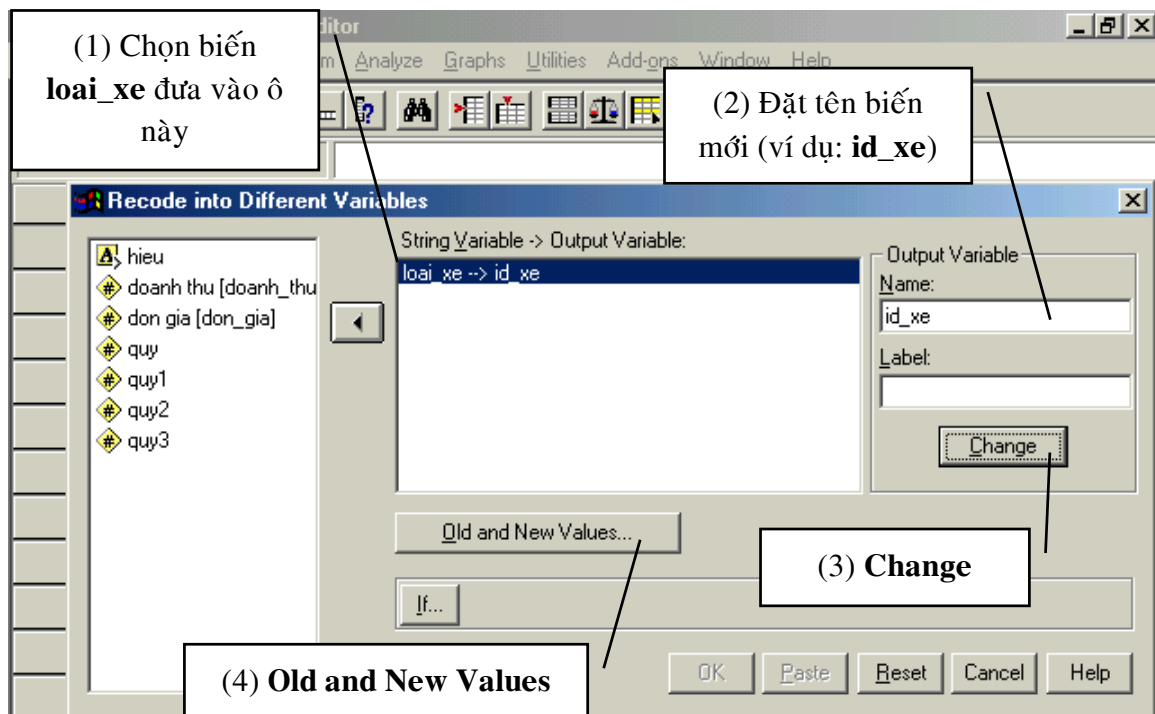 (1) Chọn biến
loai_xe đưa vào ô
này
ditor
Analyze Graphs Utilities Add-ons Window Help
(2) Đặt tên biến
mới (ví dụ: id_xe)
Recode into Different Variables
hieu
doanh thu [doanh_thu
don gia [don_gia]
quy
quy1
quy2
quy3
String Variable -> Output Variable:
loai_xe --> id_xe
Output Variable
Name:
id_xe
Label:
Change
Old and New Values...
(3) Change
If...
(4) Old and New Values
OK Paste Reset Cancel Help